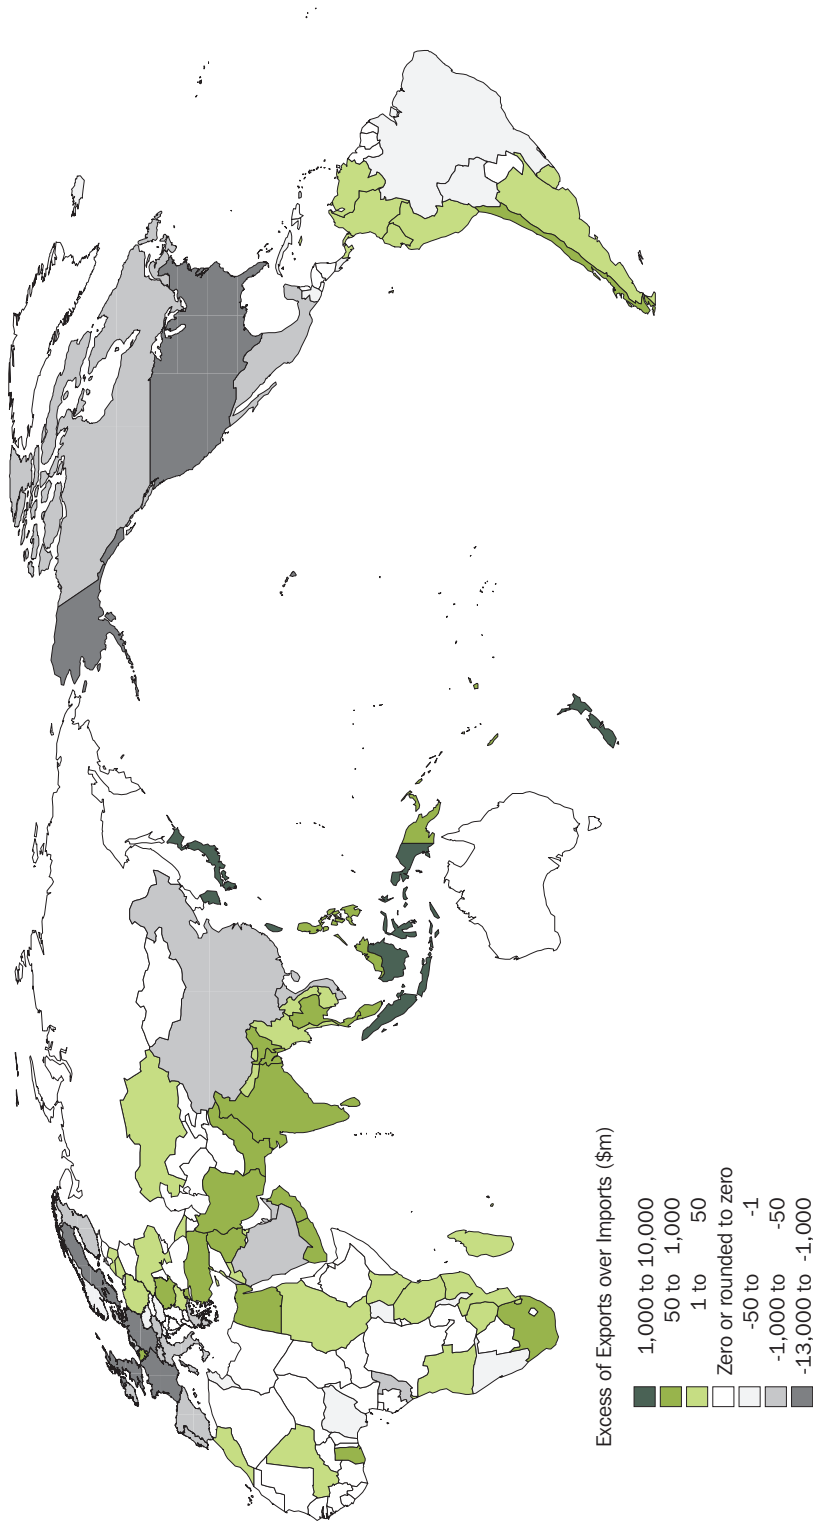 Excess of Exports over Imports ($m)
1,000 to 10,000
50 to 1,000
1 to 50
Zero or rounded to zero
-50 to -1
-1,000 to -50
-13,000 to -1,000